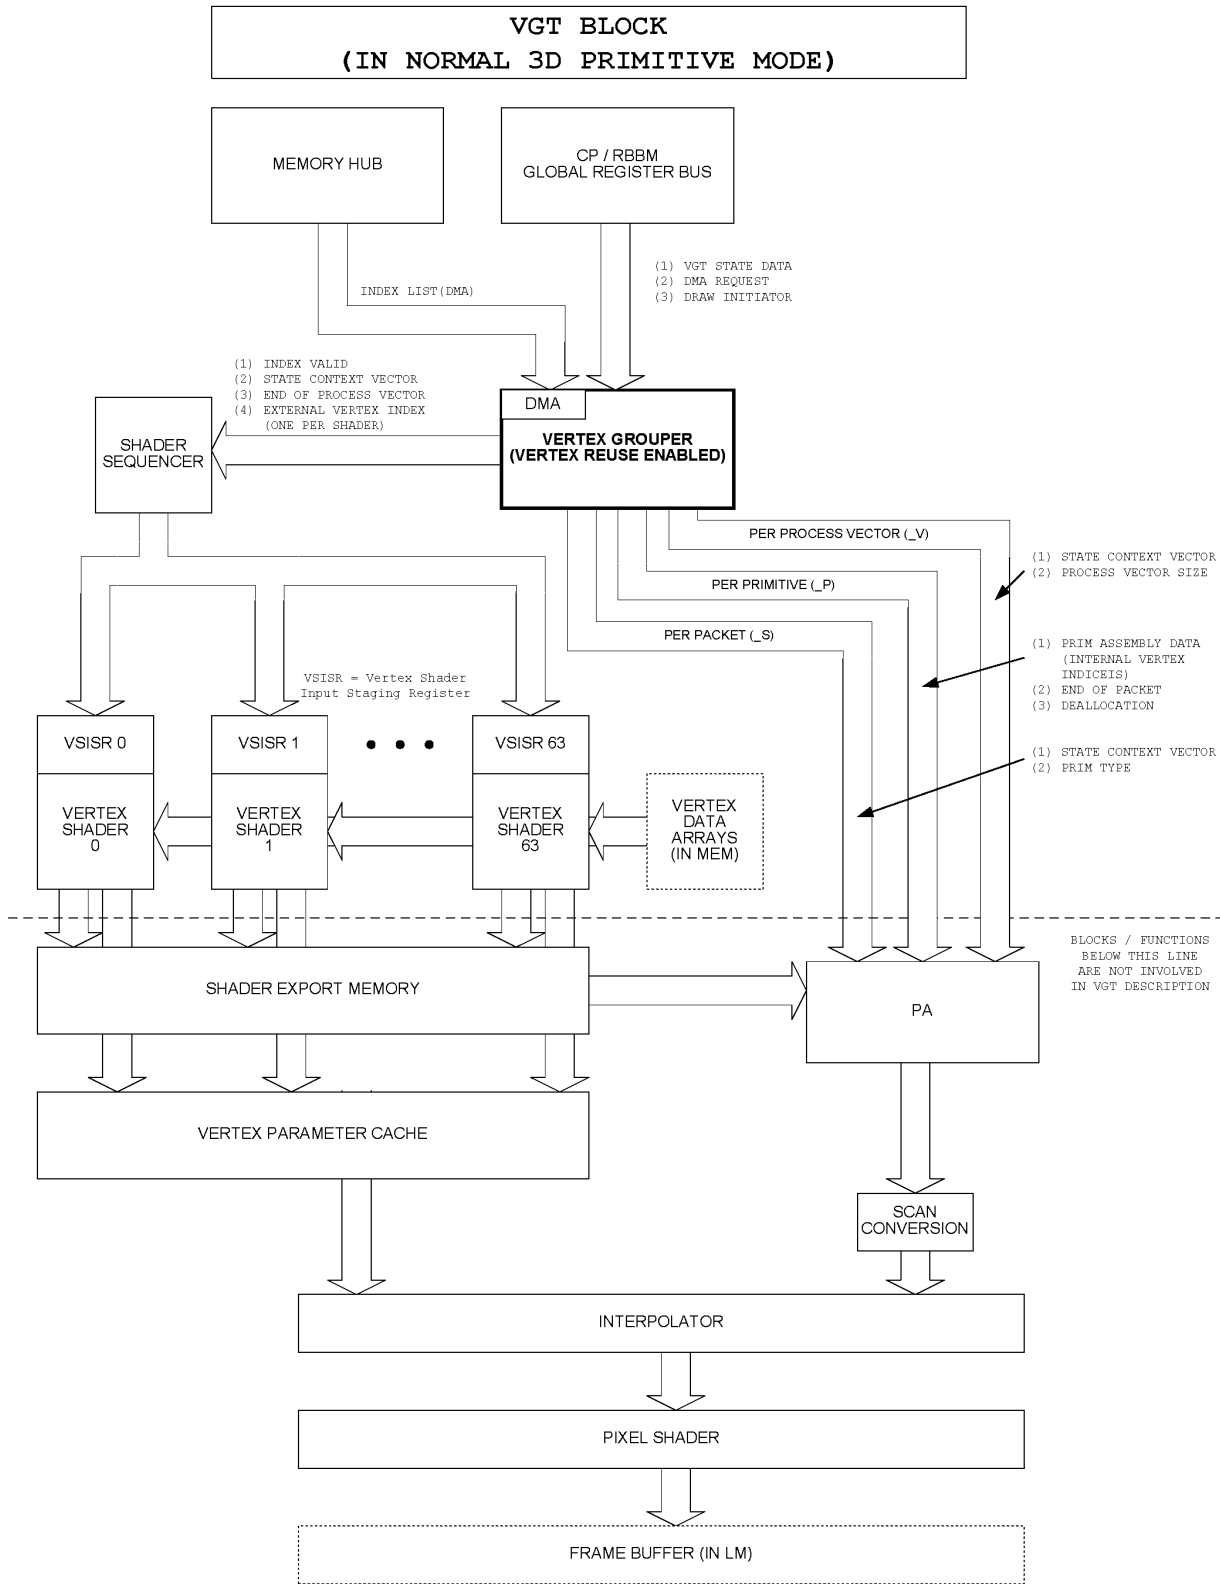 VGT BLOCK
(IN NORMAL 3D PRIMITIVE MODE)
MEMORY HUB
CP / RBBM
GLOBAL REGISTER BUS
(1) VGT STATE DATA
(2) DMA REQUEST
(3) DRAW INITIATOR
INDEX LIST(DMA)
(1) INDEX VALID
(2) STATE CONTEXT VECTOR
(3) END OF PROCESS VECTOR
(4) EXTERNAL VERTEX INDEX
(ONE PER SHADER)
DMA
VERTEX GROUPER
(VERTEX REUSE ENABLED)
SHADER
SEQUENCER
PER PROCESS VECTOR (_V)
PER PRIMITIVE (_P)
PER PACKET (_S)
(1) STATE CONTEXT VECTOR
(2) PROCESS VECTOR SIZE
(1) PRIM ASSEMBLY DATA
(INTERNAL VERTEX
INDICEIS)
(2) END OF PACKET
(3) DEALLOCATION
(1) STATE CONTEXT VECTOR
(2) PRIM TYPE
VSISR = Vertex Shader
Input Staging Register
VSISR 0
VSISR 1
VSISR 63
VERTEX
SHADER
0
VERTEX
SHADER
1
VERTEX
SHADER
63
VERTEX
DATA
ARRAYS
(IN MEM)
BLOCKS / FUNCTIONS
BELOW THIS LINE
ARE NOT INVOLVED
IN VGT DESCRIPTION
SHADER EXPORT MEMORY
PA
VERTEX PARAMETER CACHE
SCAN
CONVERSION
INTERPOLATOR
PIXEL SHADER
FRAME BUFFER (IN LM)